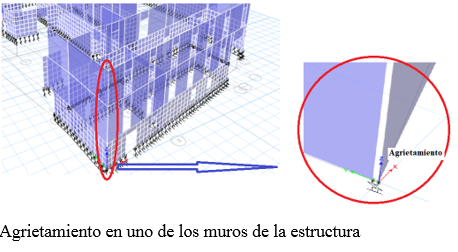 Agrietamiento
Agrietamiento en uno de los muros de la estructura